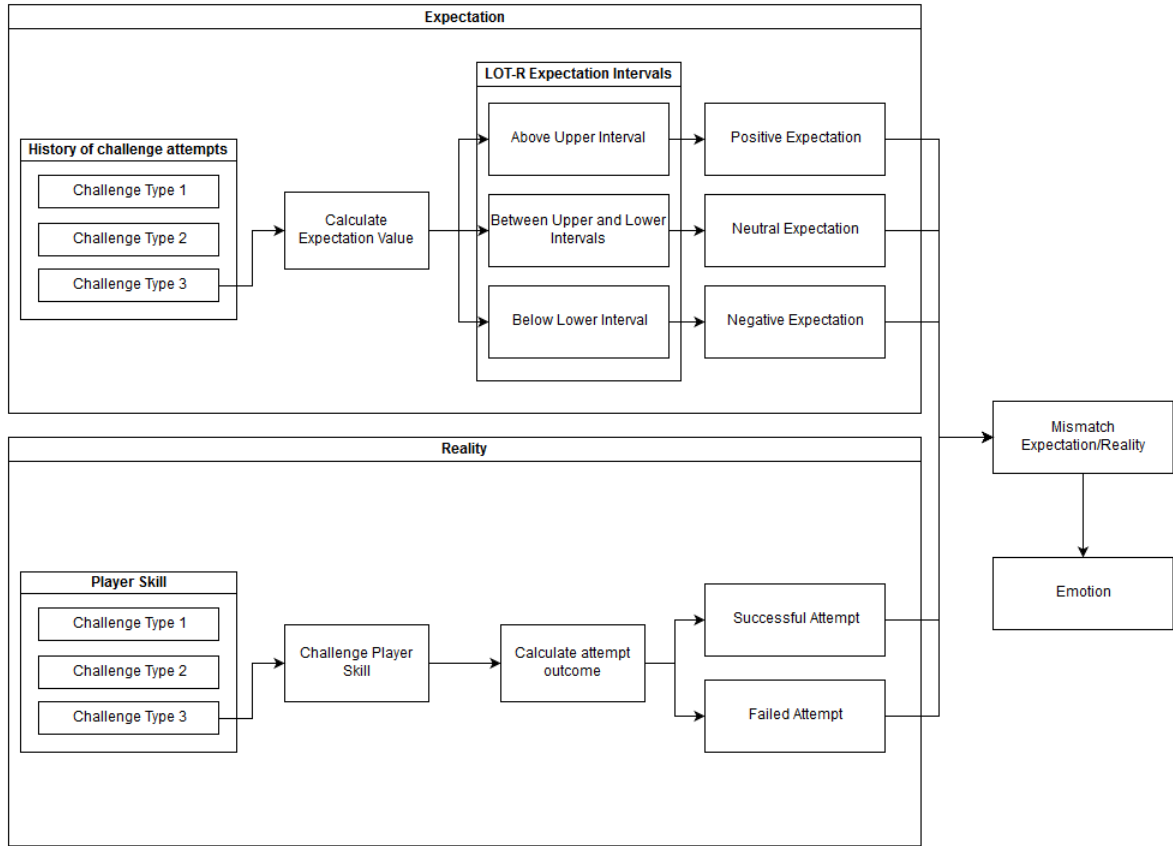 Expectation
LOT-R Expectation Intervals
Above Upper Interval
Positive Expectation
History of challenge attempts
Challenge Type 1
Challenge Type 2
Challenge Type 3
Calculate
Expectation Value
Between Upper and Lower
Intervals
Neutral Expectation
Below Lower Interval
Negative Expectation
Mismatch
Expectation/Reality
Emotion
Reality
Player Skill
Challenge Type 1
Challenge Type 2
Challenge Type 3
Challenge Player
Skill
Calculate attempt
outcome
Successful Attempt
Failed Attempt